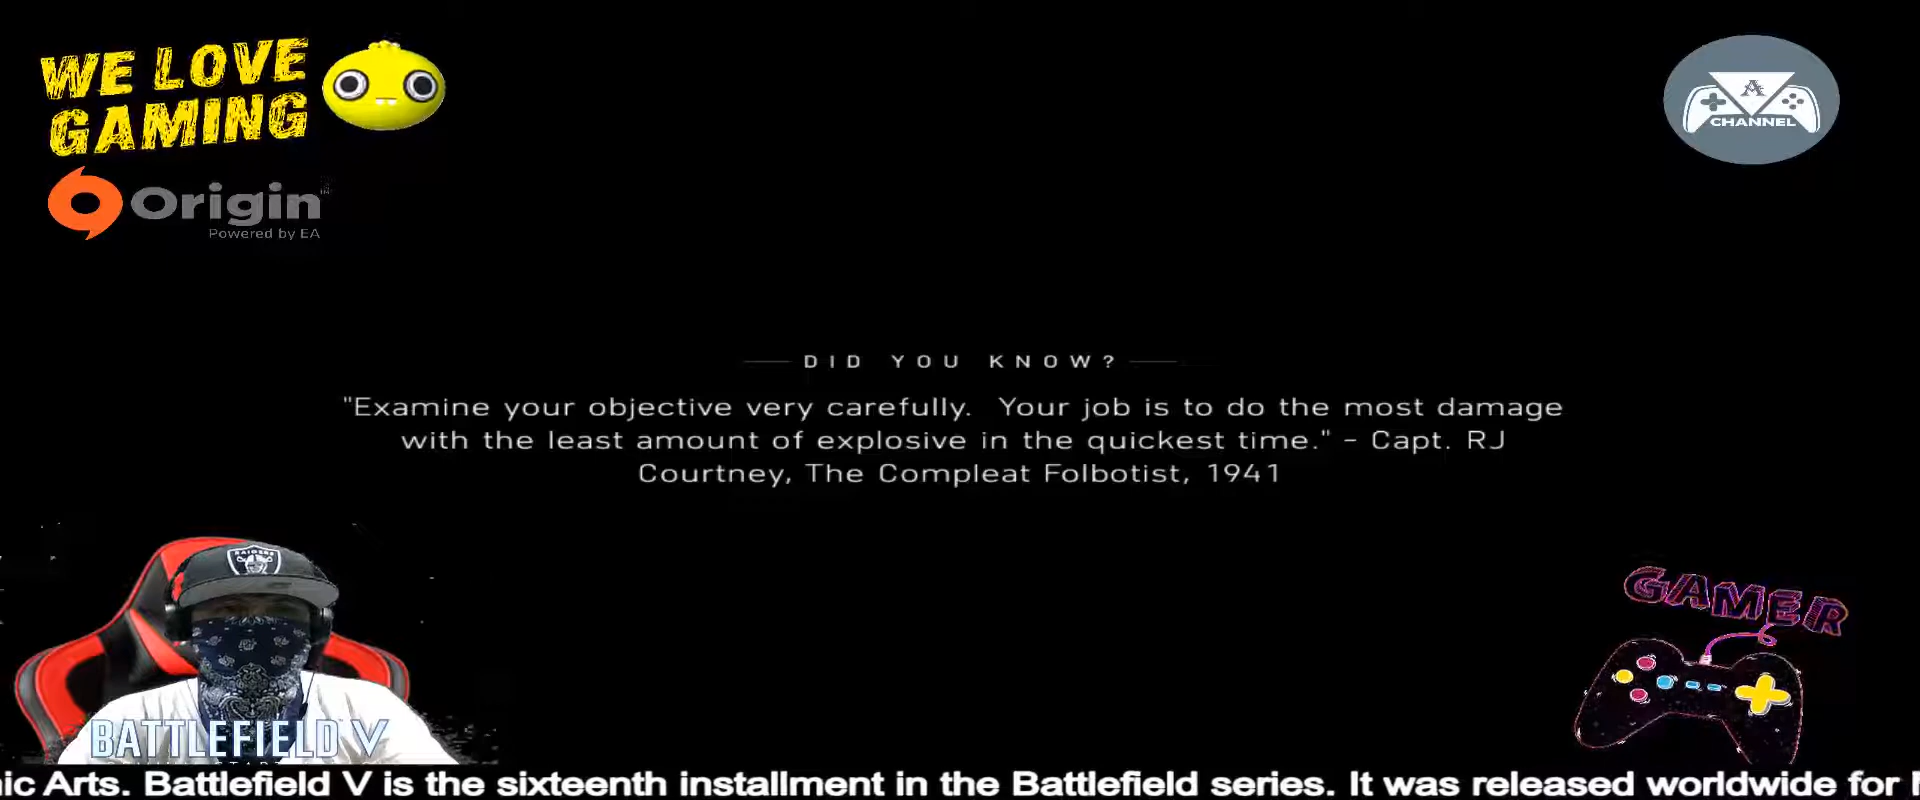 WE LOVE
GAMING
Origin
Powered by EA
A
CHANNEL
DID YOU KNOW?
"Examine your objective very carefully.  Your job is to do the most damage
with the least amount of explosive in the quickest time." - Capt. RJ
Courtney, The Compleat Folbotist, 1941
RAIDERS
GAMER
BATTLEFIELD V
nic Arts. Battlefield V is the sixteenth installment in the Battlefield series. It was released worldwide for